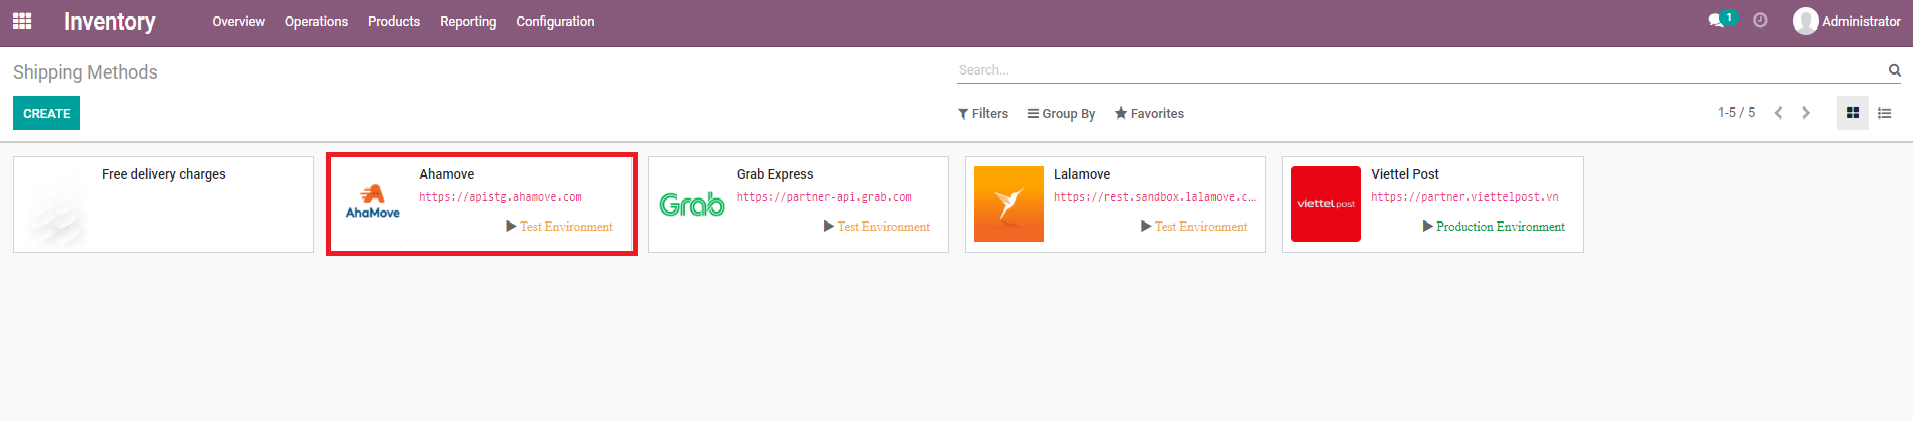 Inventory Overview Operations Products Reporting Configuration 1 Administrator
Shipping Methods Search...
CREATE Filters Group By Favorites 1-5 / 5
Free delivery charges
AhaMove
Ahamove
https://apistg.ahamove.com
Test Environment
Grab
Grab Express
https://partner-api.grab.com
Test Environment
Lalamove
https://rest.sandbox.lalamove.c...
Test Environment
viettel post
Viettel Post
https://partner.viettelpost.vn
Production Environment